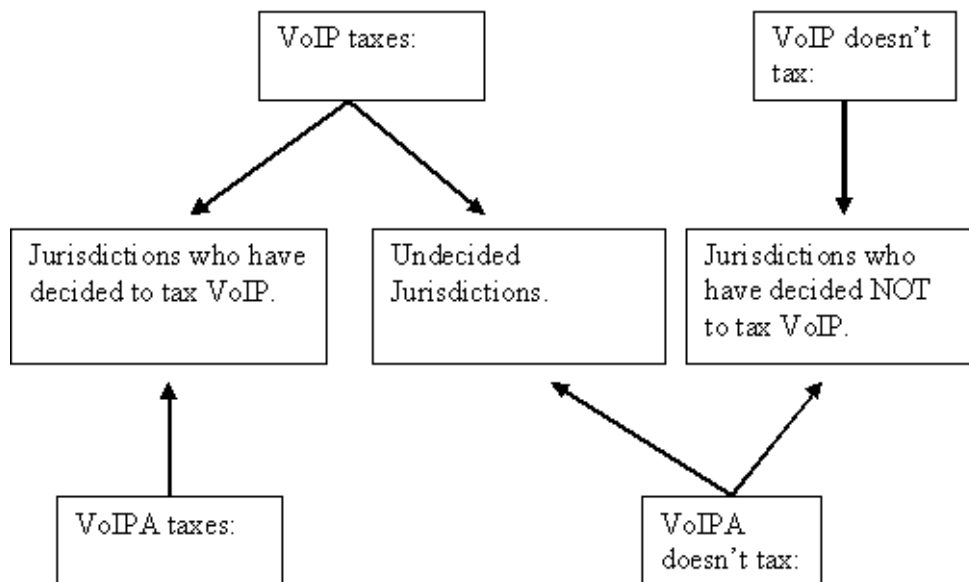 VoIP taxes:
VoIP doesn't
tax:
Jurisdictions who have
decided to tax VoIP.
Undecided
Jurisdictions.
Jurisdictions who
have decided NOT
to tax VoIP.
VoIPA taxes:
VoIPA
doesn't tax: